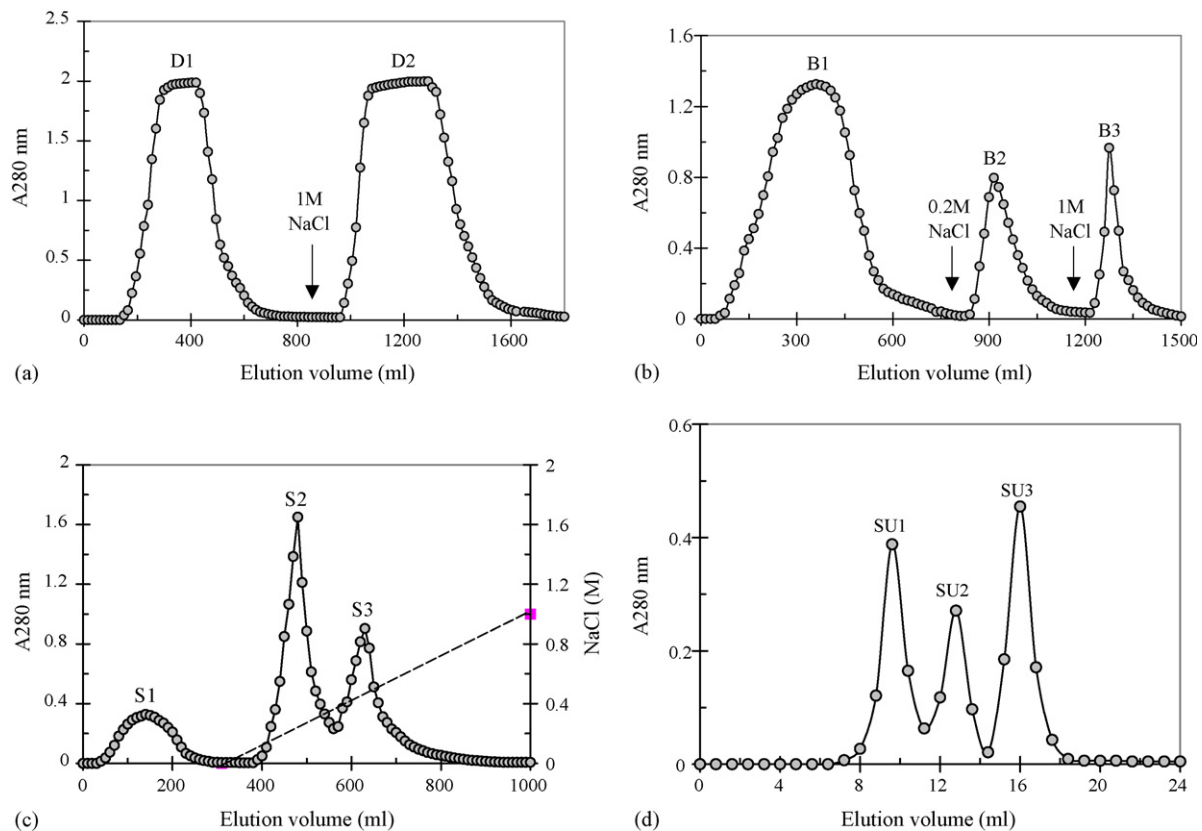 2.5
2
1.5
1
0.5
0
A280 nm
D1
D2
1M
NaCl
0
400
800
1200
1600
(a)
Elution volume (ml)
1.6
1.2
0.8
0.4
0
A280 nm
B1
B2
B3
0.2M
NaCl
1M
NaCl
0
300
600
900
1200
1500
(b)
Elution volume (ml)
2
1.6
1.2
0.8
0.4
0
A280 nm
S1
S2
S3
2
1.6
1.2
0.8
0.4
0
NaCl (M)
0
200
400
600
800
1000
(c)
Elution volume (ml)
0.6
0.4
0.2
0
A280 nm
SU1
SU2
SU3
0
4
8
12
16
20
24
(d)
Elution volume (ml)